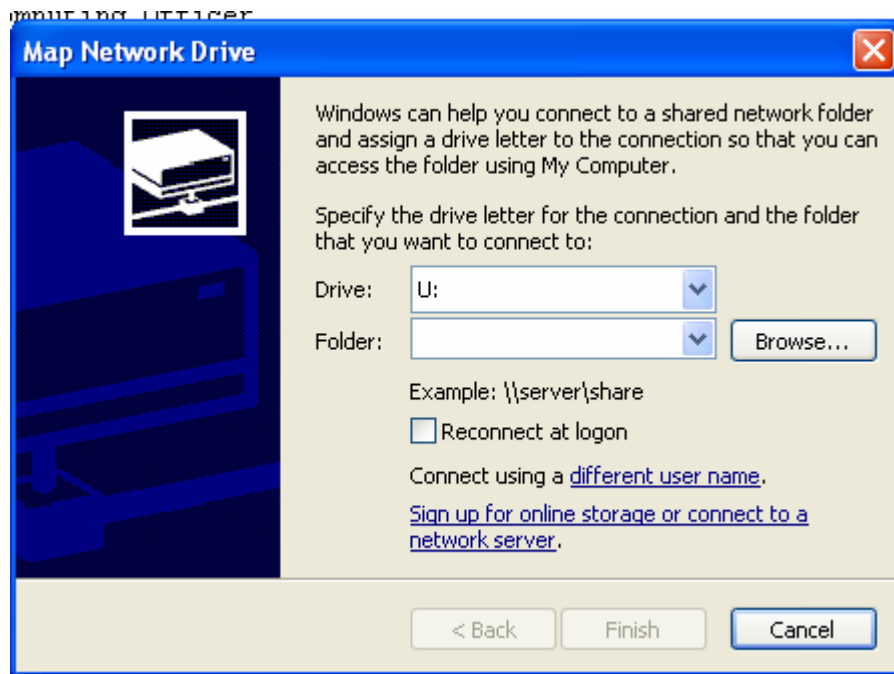 omputing Officer
Map Network Drive
Windows can help you connect to a shared network folder
and assign a drive letter to the connection so that you can
access the folder using My Computer.
Specify the drive letter for the connection and the folder
that you want to connect to:
Drive: U:
Folder: Browse...
Example: \\server\share
Reconnect at logon
Connect using a different user name.
Sign up for online storage or connect to a
network server.
< Back Finish Cancel